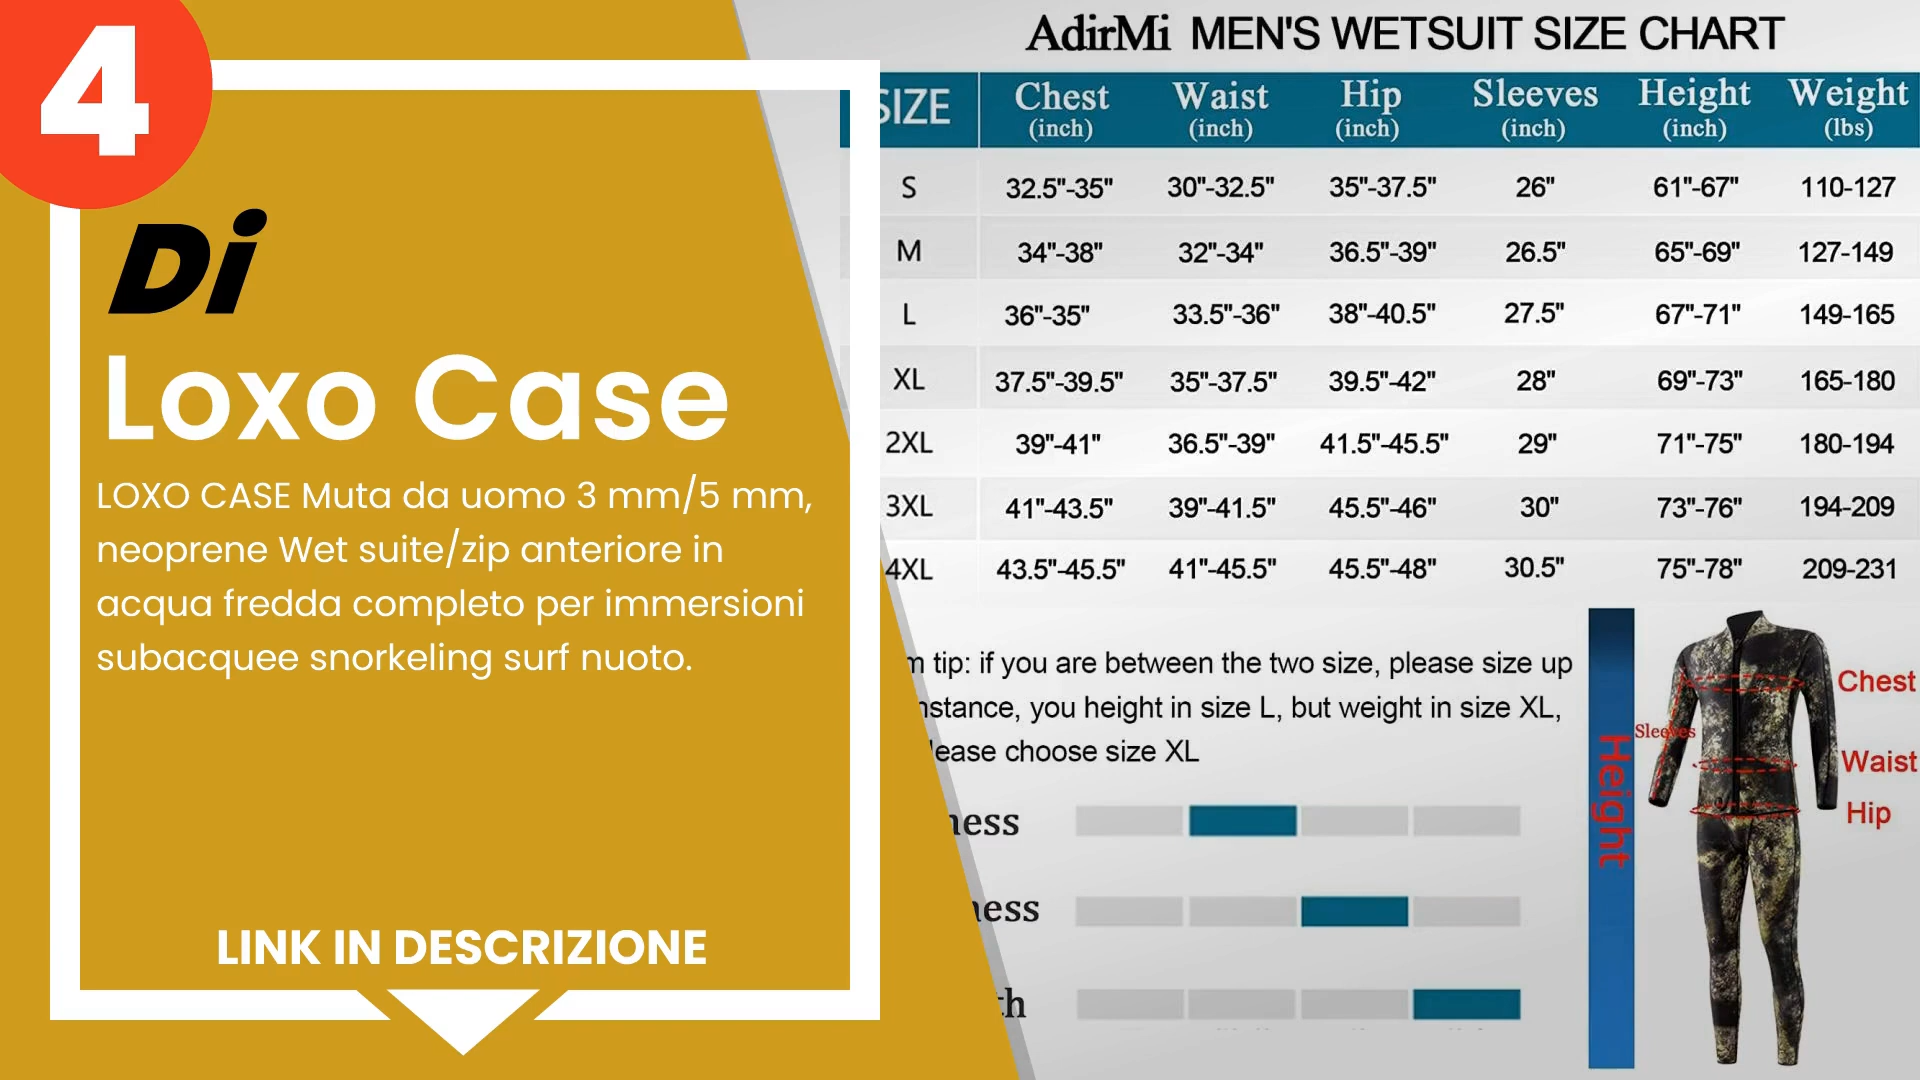 4
Di
Loxo Case
LOXO CASE Muta da uomo 3 mm/5 mm,
neoprene Wet suite/zip anteriore in
acqua fredda completo per immersioni
subacquee snorkeling surf nuoto.
LINK IN DESCRIZIONE
AdirMi MEN'S WETSUIT SIZE CHART
SIZE Chest Waist Hip Sleeves Height Weight
(inch) (inch) (inch) (inch) (inch) (lbs)
S 32.5"-35" 30"-32.5" 35"-37.5" 26" 61"-67" 110-127
M 34"-38" 32"-34" 36.5"-39" 26.5" 65"-69" 127-149
L 36"-35" 33.5"-36" 38"-40.5" 27.5" 67"-71" 149-165
XL 37.5"-39.5" 35"-37.5" 39.5"-42" 28" 69"-73" 165-180
2XL 39"-41" 36.5"-39" 41.5"-45.5" 29" 71"-75" 180-194
3XL 41"-43.5" 39"-41.5" 45.5"-46" 30" 73"-76" 194-209
4XL 43.5"-45.5" 41"-45.5" 45.5"-48" 30.5" 75"-78" 209-231
tip: if you are between the two size, please size up
you height in size L, but weight in size XL,
choose size XL
Height
Sleeves
Chest
Waist
Hip